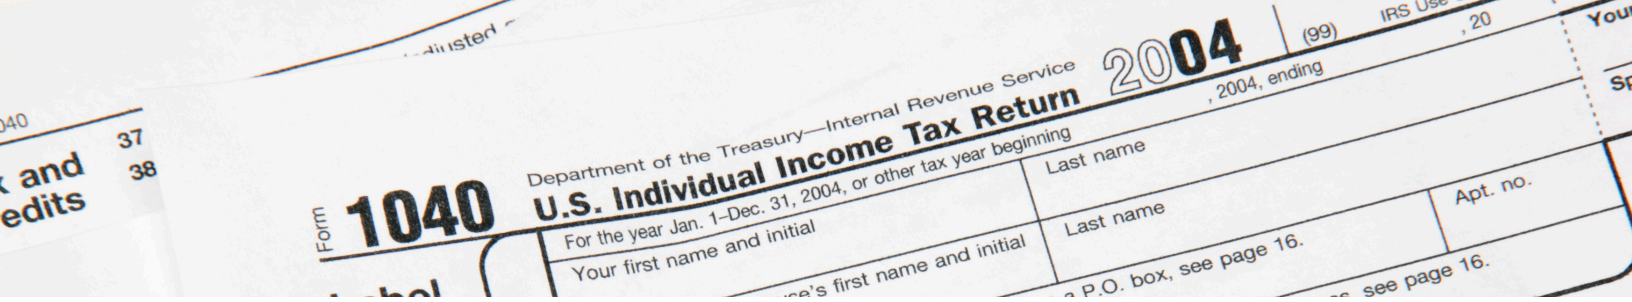 djusted
040
37
k and
38
edits
Form 1040
Department of the Treasury—Internal Revenue Service
U.S. Individual Income Tax Return 2004
(99)
IRS Use
For the year Jan. 1–Dec. 31, 2004, or other tax year beginning , 2004, ending , 20
Your first name and initial
Last name
You
se's first name and initial
Last name
Sp
a P.O. box, see page 16.
Apt. no.
see page 16.